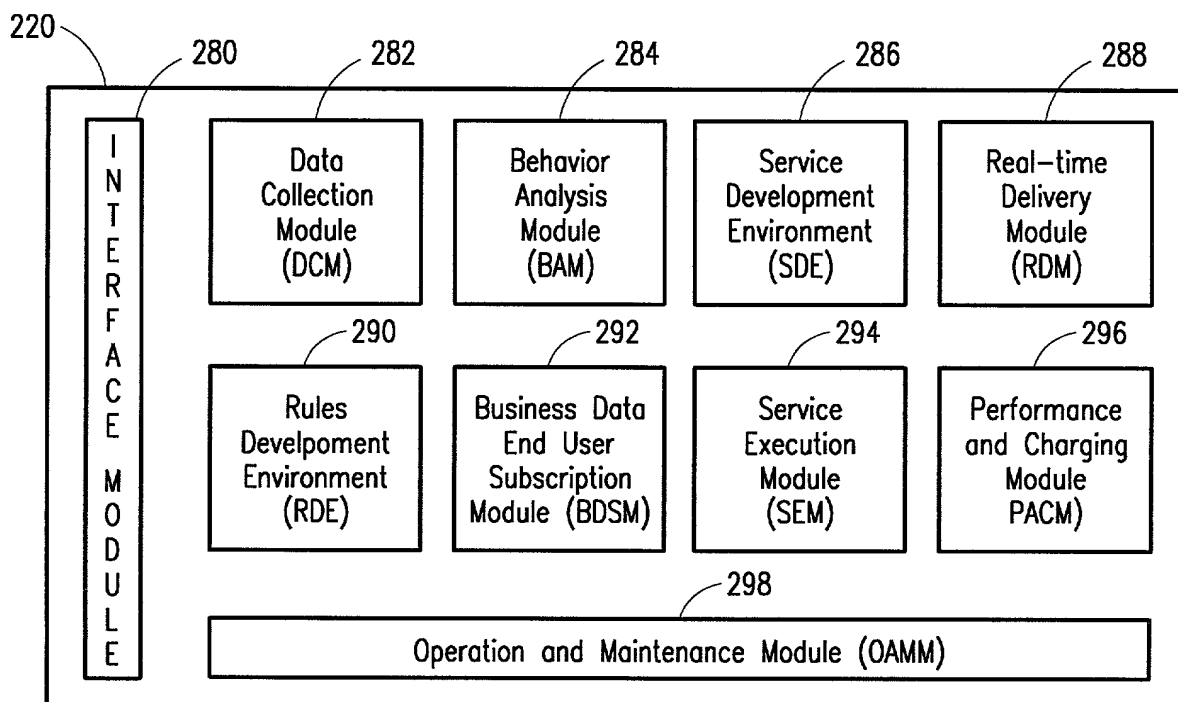 220
280
282
284
286
288
INTERFACE MODULE
Data
Collection
Module
(DCM)
Behavior
Analysis
Module
(BAM)
Service
Development
Environment
(SDE)
Real-time
Delivery
Module
(RDM)
290
292
294
296
Rules
Develpoment
Environment
(RDE)
Business Data
End User
Subscription
Module (BDSM)
Service
Execution
Module
(SEM)
Performance
and Charging
Module
PACM)
298
Operation and Maintenance Module (OAMM)